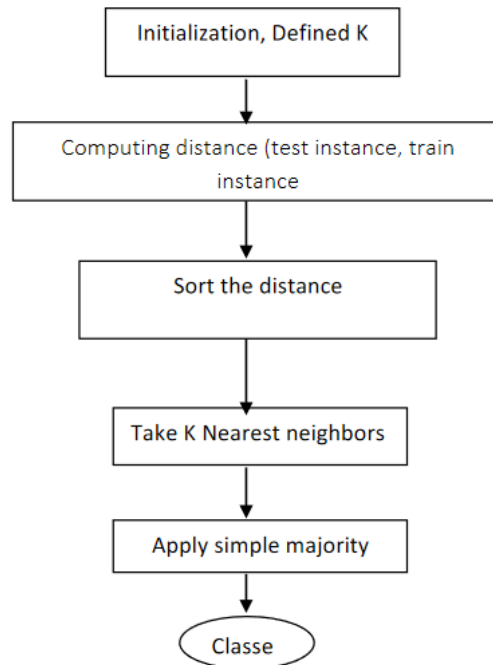 Initialization, Defined K
Computing distance (test instance, train
instance
Sort the distance
Take K Nearest neighbors
Apply simple majority
Classe